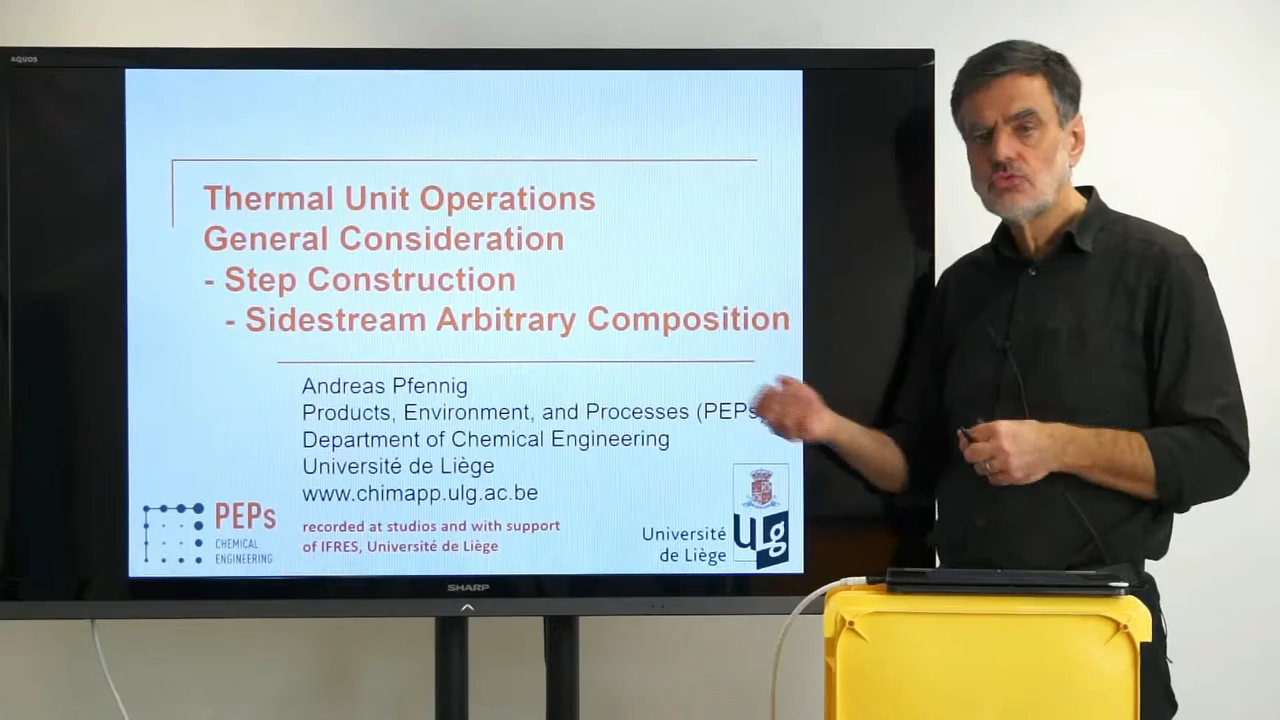 AQUOS
Thermal Unit Operations
General Consideration
- Step Construction
- Sidestream Arbitrary Composition
Andreas Pfennig
Products, Environment, and Processes (PEPs
Department of Chemical Engineering
Université de Liège
www.chimapp.ulg.ac.be
recorded at studios and with support
of IFRES, Université de Liège
PEPs
CHEMICAL
ENGINEERING
Université
de Liège
ULg
SHARP